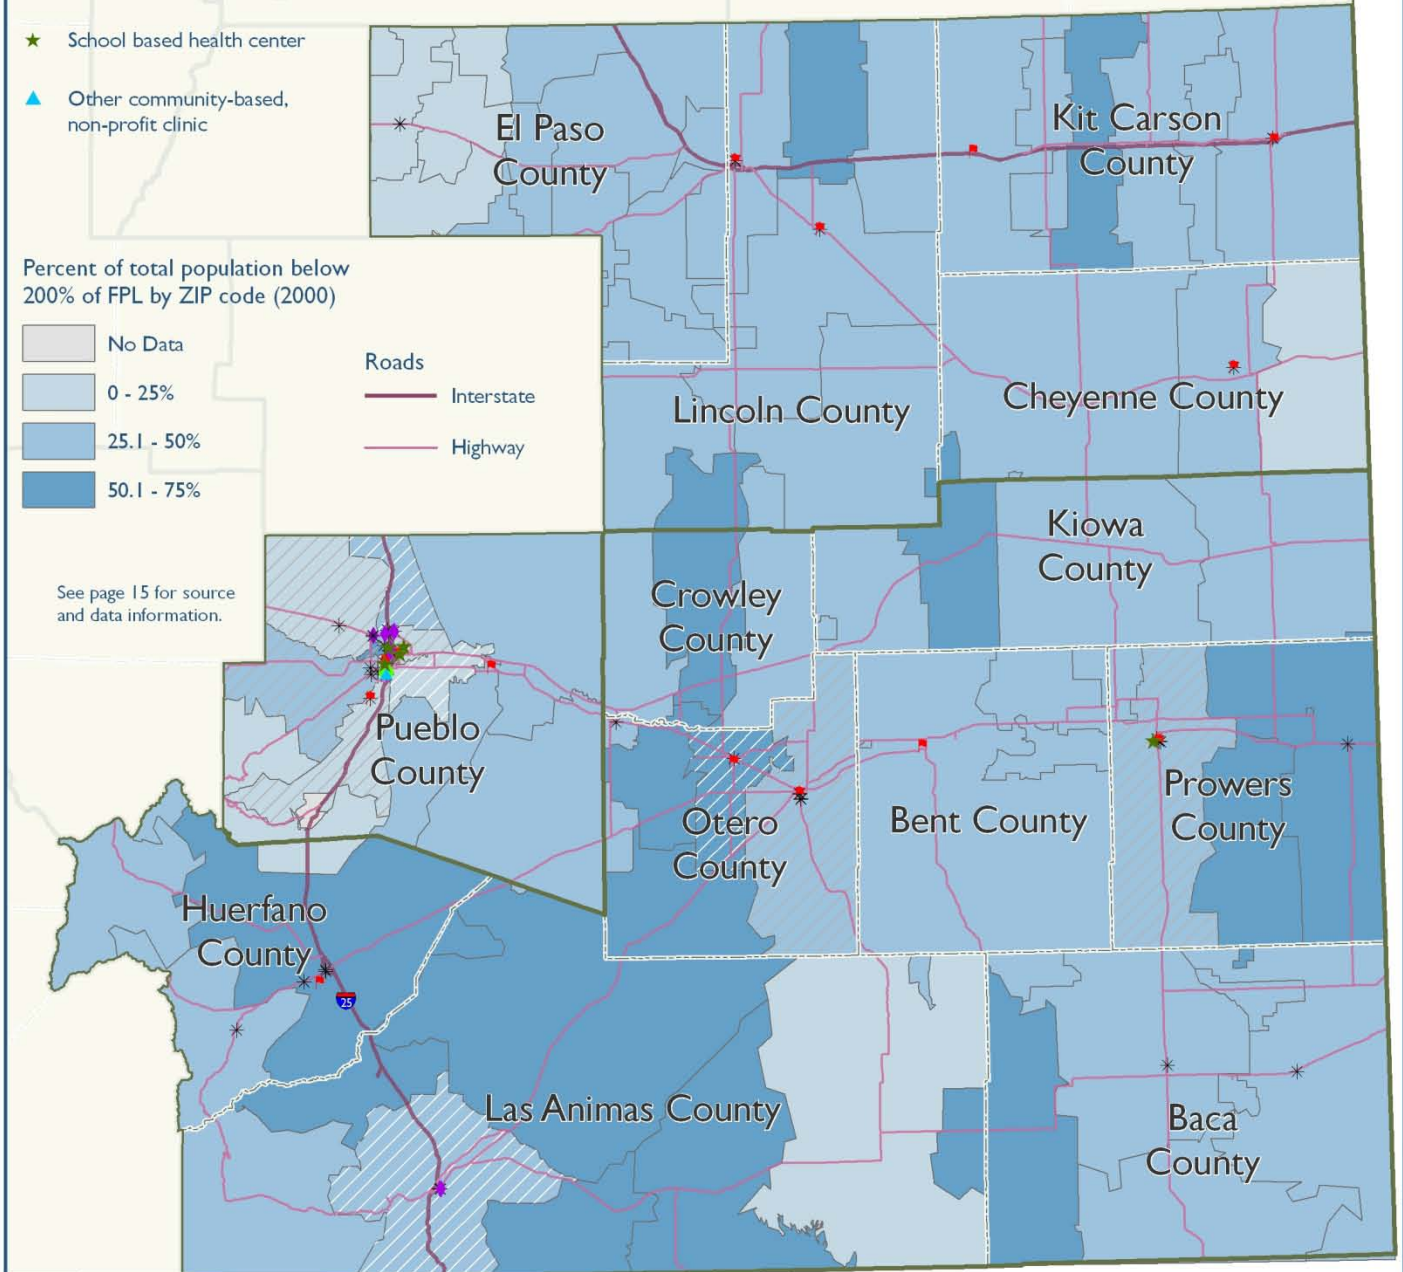 School based health center
Other community-based,
non-profit clinic
Percent of total population below
200% of FPL by ZIP code (2000)
No Data
0 - 25%
25.1 - 50%
50.1 - 75%
Roads
Interstate
Highway
See page 15 for source
and data information.
El Paso
County
Kit Carson
County
Lincoln County
Cheyenne County
Kiowa
County
Crowley
County
Pueblo
County
Otero
County
Bent County
Prowers
County
Huerfano
County
25
Las Animas County
Baca
County